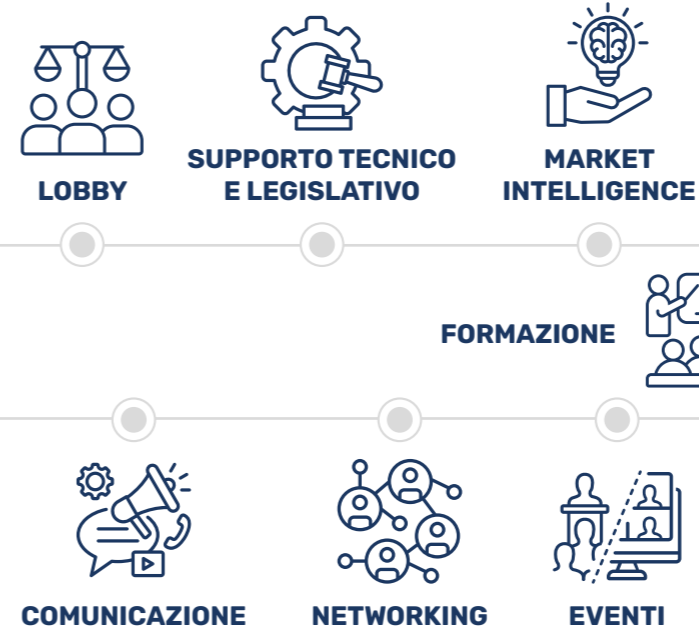 LOBBY
SUPPORTO TECNICO
E LEGISLATIVO
MARKET
INTELLIGENCE
FORMAZIONE
COMUNICAZIONE
NETWORKING
EVENTI